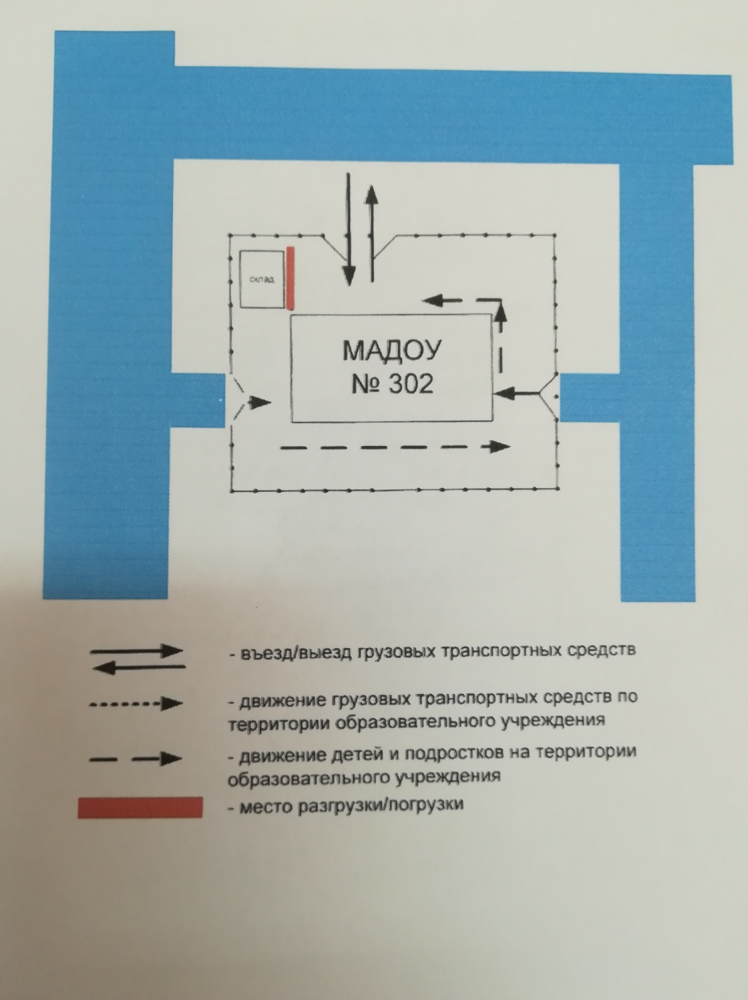 склад
МАДОУ
№ 302
- въезд/выезд грузовых транспортных средств
- движение грузовых транспортных средств по
территории образовательного учреждения
- движение детей и подростков на территории
образовательного учреждения
- место разгрузки/погрузки